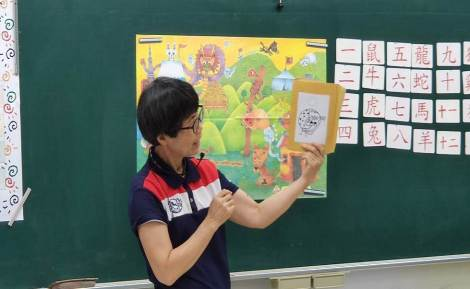 一 鼠 五 龍 九
二 牛 六 蛇 十
三 虎 七 馬 十一
四 兔 八 羊 十二